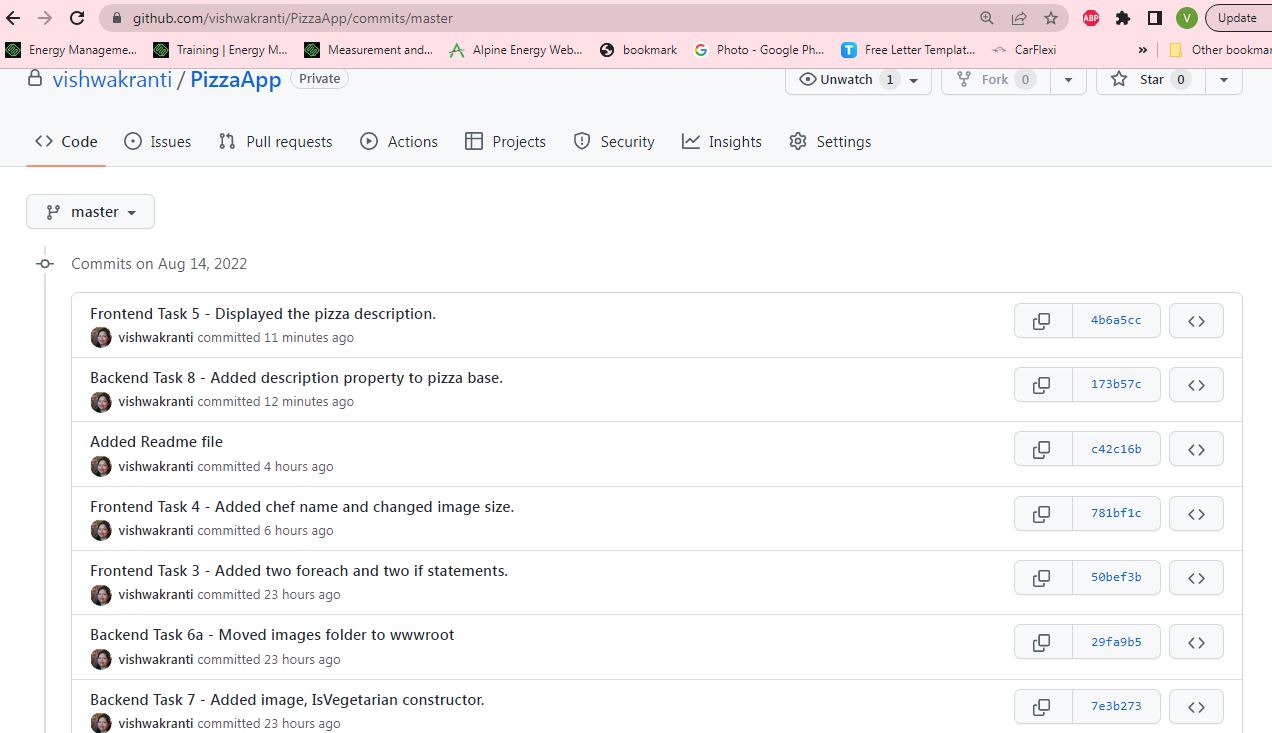 github.com/vishwakranti/PizzaApp/commits/master
ABP
V
Update
Energy Manageme...
Training | Energy M...
Measurement and...
Alpine Energy Web...
bookmark
Photo - Google Ph...
Free Letter Templat...
CarFlexi
»
Other bookmar
vishwakranti / PizzaApp Private
Unwatch 1
Fork 0
Star 0
Code
Issues
Pull requests
Actions
Projects
Security
Insights
Settings
master
Commits on Aug 14, 2022
Frontend Task 5 - Displayed the pizza description.
vishwakranti committed 11 minutes ago
4b6a5cc
Backend Task 8 - Added description property to pizza base.
vishwakranti committed 12 minutes ago
173b57c
Added Readme file
vishwakranti committed 4 hours ago
c42c16b
Frontend Task 4 - Added chef name and changed image size.
vishwakranti committed 6 hours ago
781bf1c
Frontend Task 3 - Added two foreach and two if statements.
vishwakranti committed 23 hours ago
50bef3b
Backend Task 6a - Moved images folder to wwwroot
vishwakranti committed 23 hours ago
29fa9b5
Backend Task 7 - Added image, IsVegetarian constructor.
vishwakranti committed 23 hours ago
7e3b273